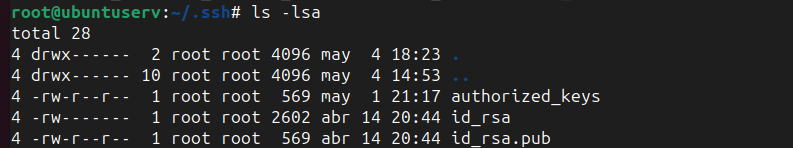 root@ubuntuserv:~/.ssh# ls -lsa
total 28
4 drwx------  2 root root 4096 may  4 18:23 .
4 drwx------ 10 root root 4096 may  4 14:53 ..
4 -rw-r--r--  1 root root  569 may  1 21:17 authorized_keys
4 -rw-------  1 root root 2602 abr 14 20:44 id_rsa
4 -rw-r--r--  1 root root  569 abr 14 20:44 id_rsa.pub